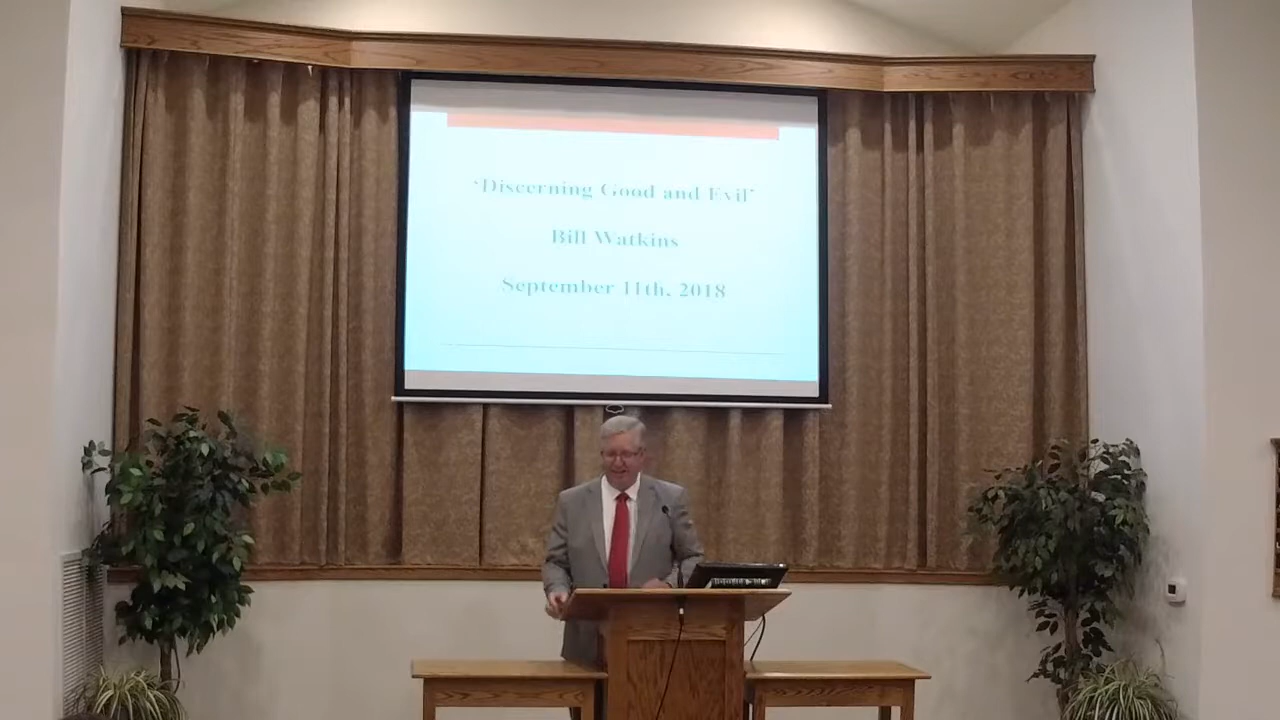 ‘Discerning Good and Evil’
Bill Watkins
September 11th, 2018